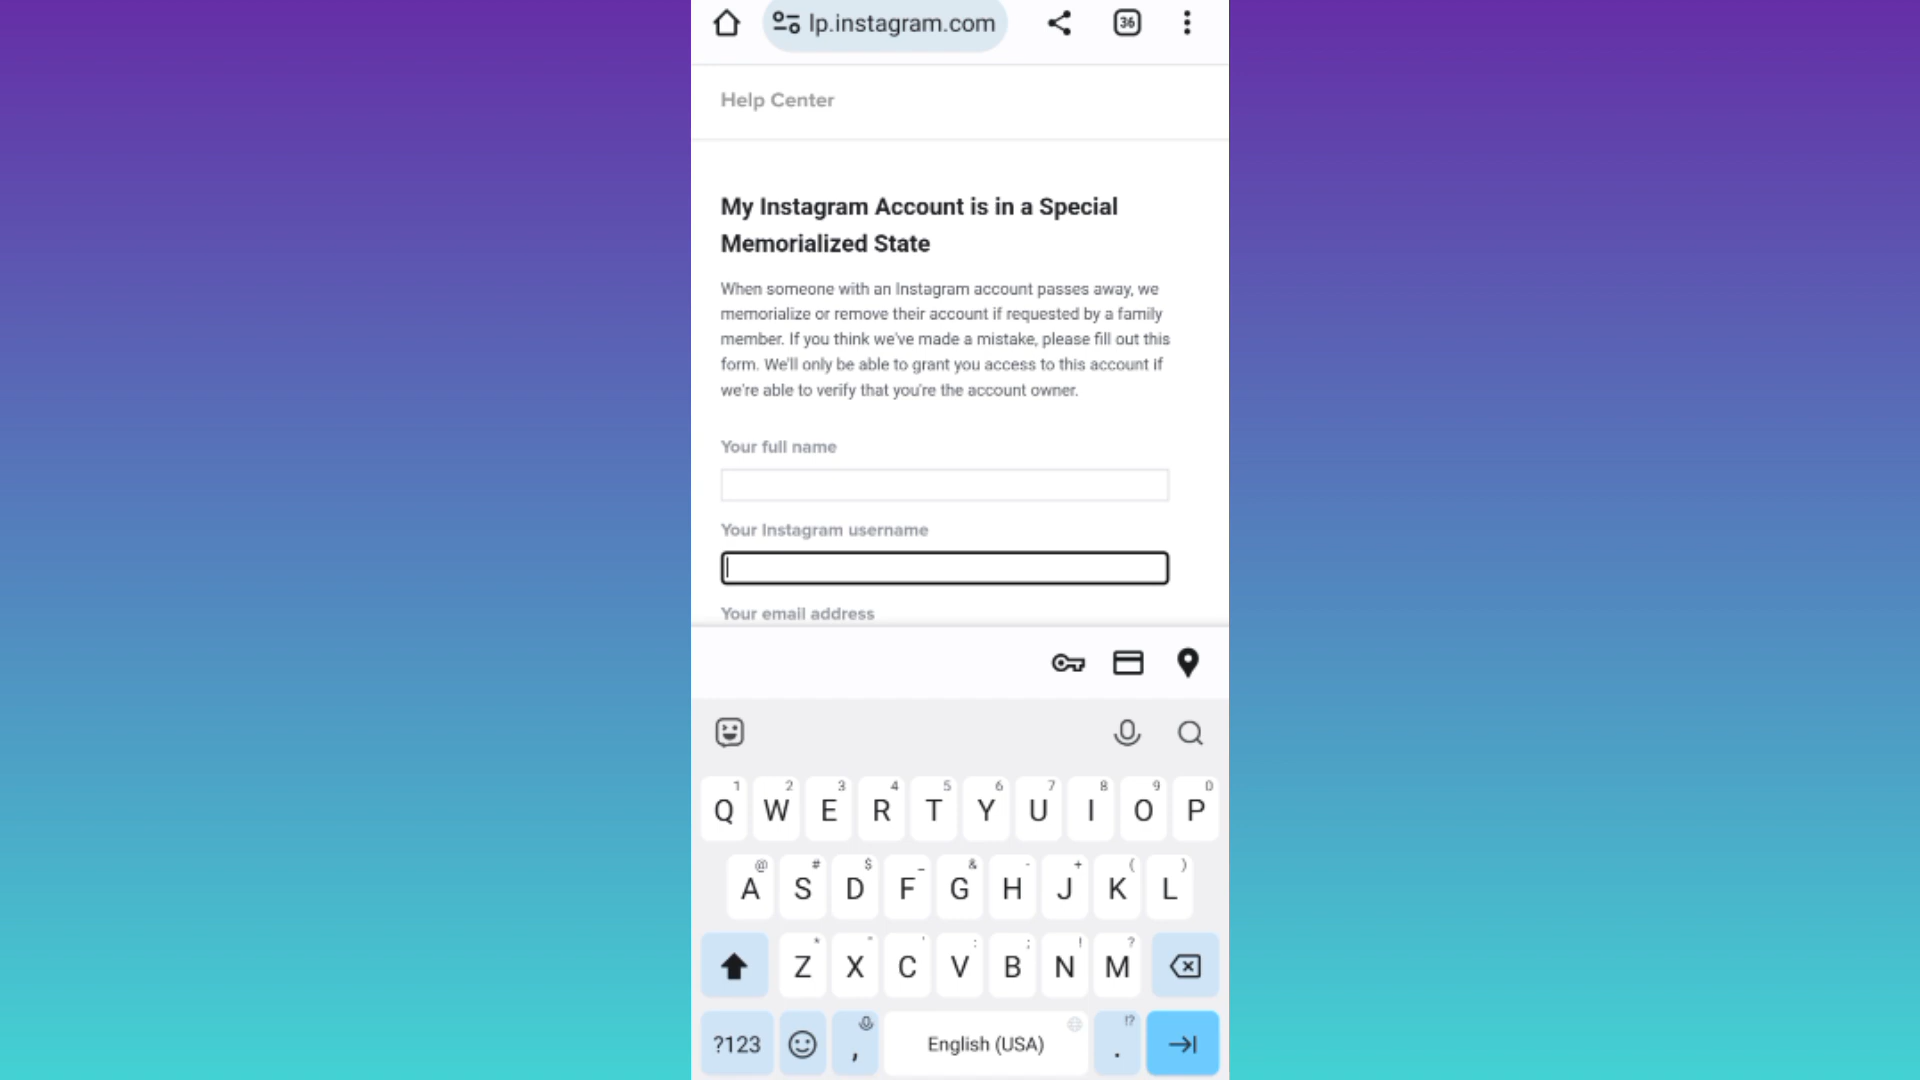 lp.instagram.com 36
Help Center
My Instagram Account is in a Special
Memorialized State
When someone with an Instagram account passes away, we
memorialize or remove their account if requested by a family
member. If you think we've made a mistake, please fill out this
form. We'll only be able to grant you access to this account if
we're able to verify that you're the account owner.
Your full name
Your Instagram username
Your email address
1 2 3 4 5 6 7 8 9 0
Q W E R T Y U I O P
@ # $ _ & - + ( )
A S D F G H J K L
* " ' : ; ! ?
Z X C V B N M
!?
?123 , English (USA) .